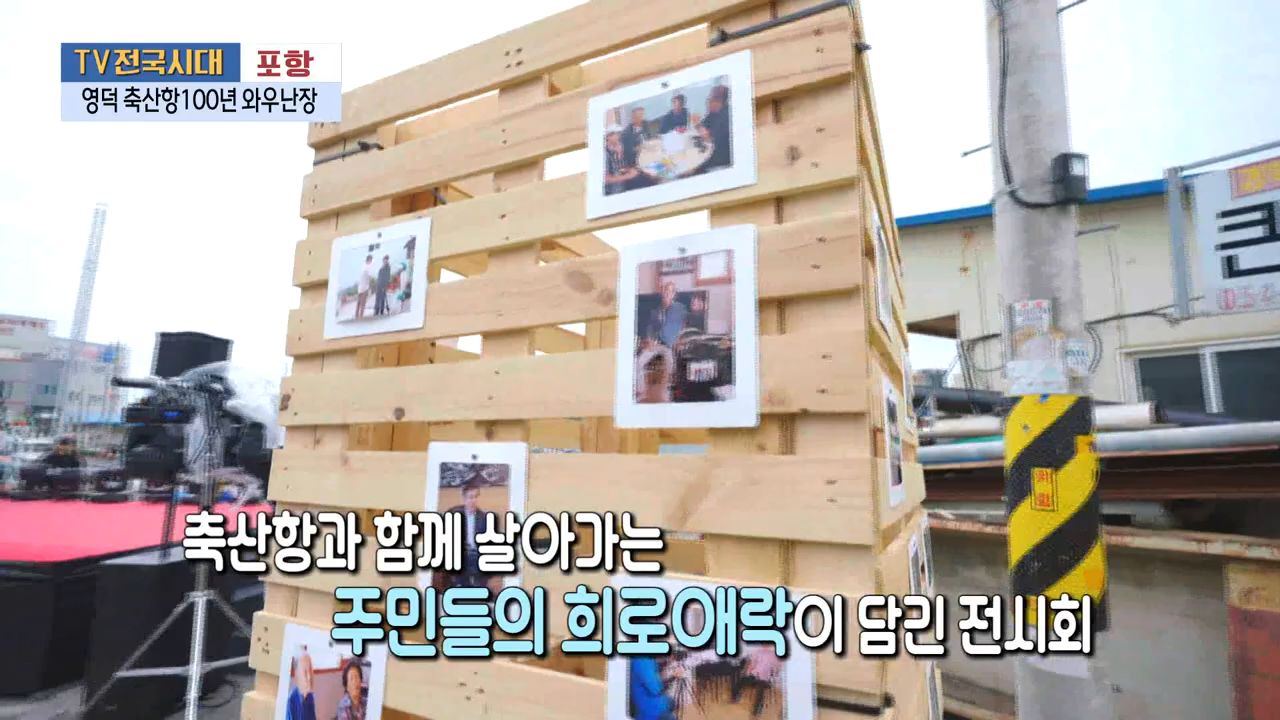 TV전국시대 포항
영덕 축산항100년 와우난장
축산항과 함께 살아가는
주민들의 희로애락이 담긴 전시회